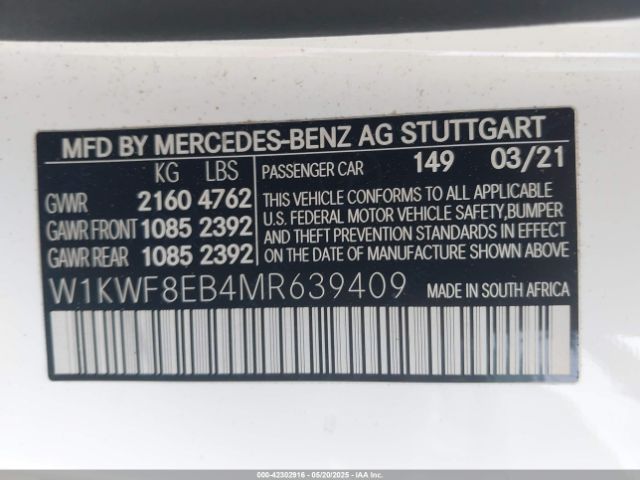 MFD BY MERCEDES-BENZ AG STUTTGART
KG LBS
GVWR 2160 4762
GAWR FRONT 1085 2392
GAWR REAR 1085 2392
PASSENGER CAR 149 03/21
THIS VEHICLE CONFORMS TO ALL APPLICABLE
U.S. FEDERAL MOTOR VEHICLE SAFETY,BUMPER
AND THEFT PREVENTION STANDARDS IN EFFECT
ON THE DATE OF MANUFACTURE SHOWN ABOVE.
W1KWF8EB4MR639409 MADE IN SOUTH AFRICA
000-42302916 - 05/20/2025 - IAAI.COM